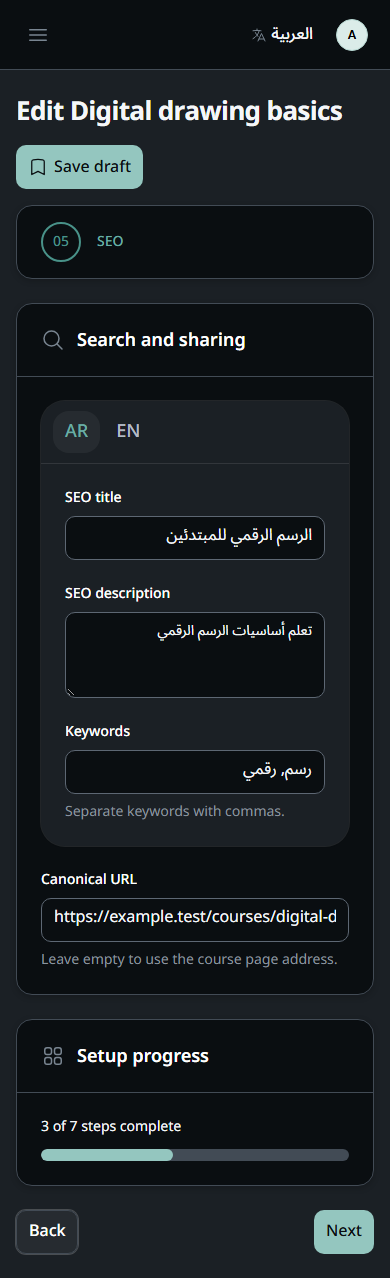 العربية
A
Edit Digital drawing basics
Save draft
05 SEO
Search and sharing
AR EN
SEO title
الرسم الرقمي للمبتدئين
SEO description
تعلم أساسيات الرسم الرقمي
Keywords
رسم, رقمي
Separate keywords with commas.
Canonical URL
https://example.test/courses/digital-d
Leave empty to use the course page address.
Setup progress
3 of 7 steps complete
Back Next